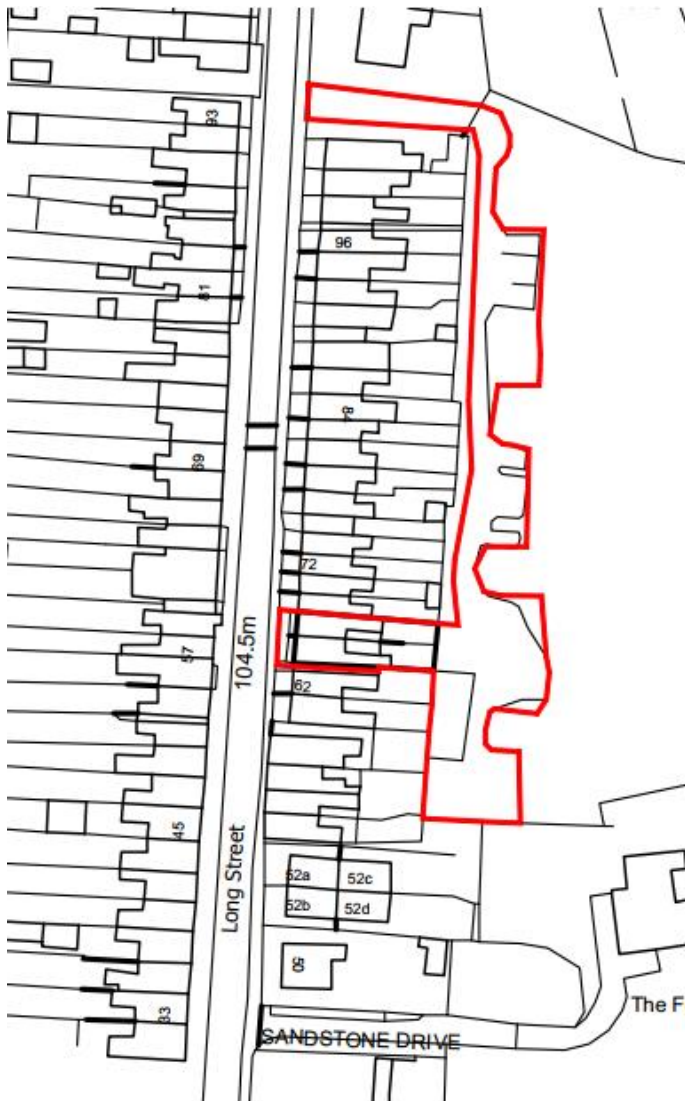 93
96
81
84
69
72
57
104.5m
62
45
Long Street
52a
52c
52b
52d
50
33
The F
SANDSTONE DRIVE